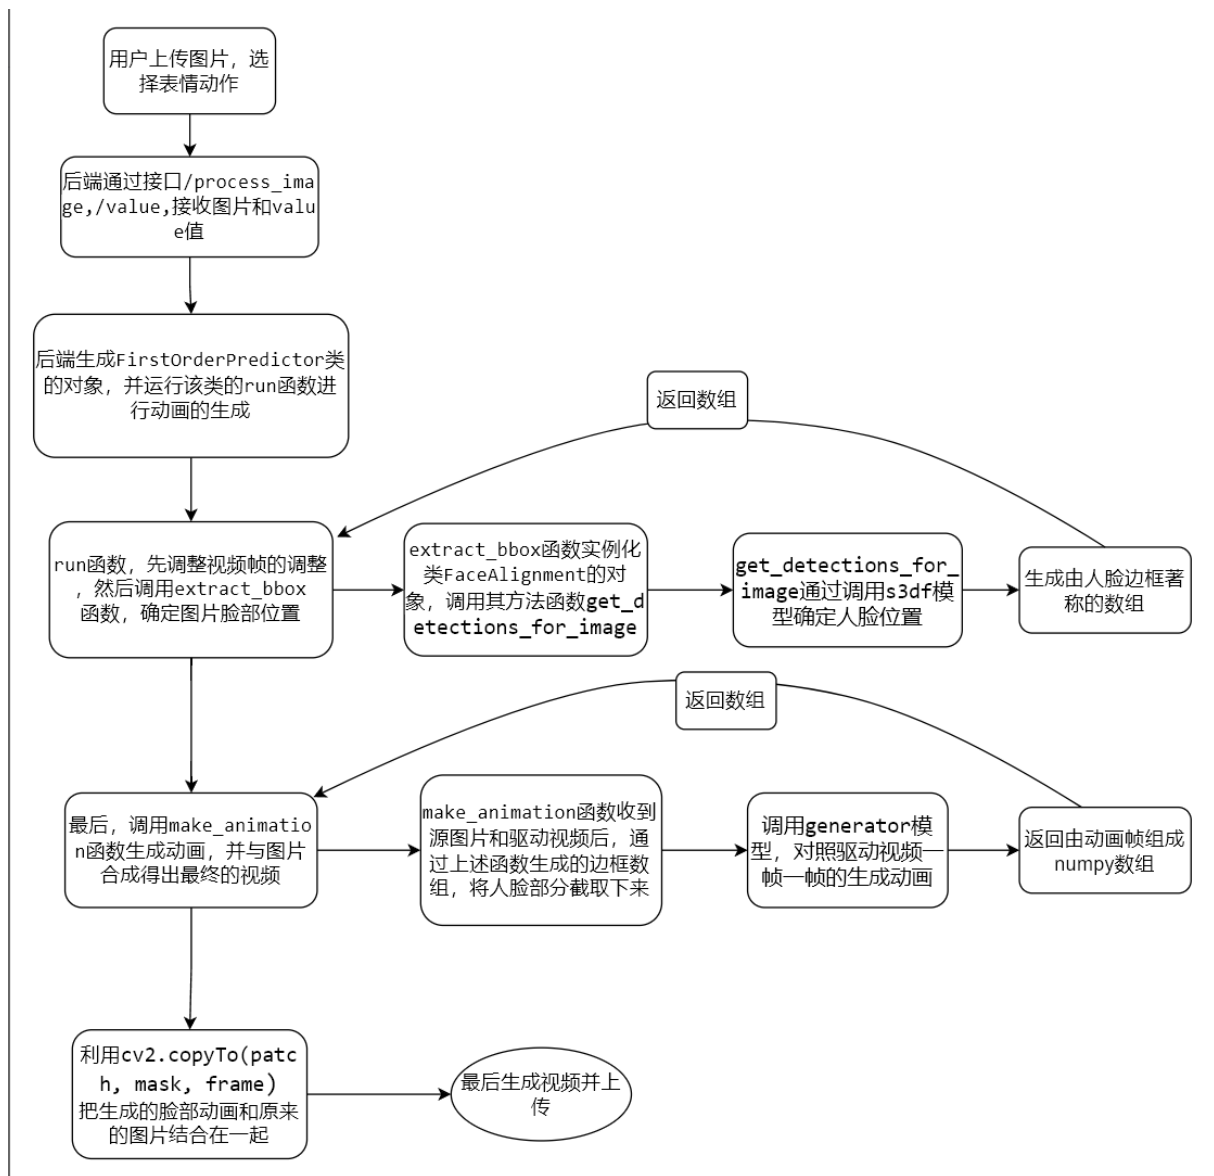 用户上传图片，选
择表情动作
后端通过接口/process_ima
ge,/value,接收图片和valu
e值
后端生成FirstOrderPredictor类
的对象，并运行该类的run函数进
行动画的生成
返回数组
run函数，先调整视频帧的调整
，然后调用extract_bbox
函数，确定图片脸部位置
extract_bbox函数实例化
类FaceAlignment的对
象，调用其方法函数get_d
etections_for_image
get_detections_for_
image通过调用s3df模
型确定人脸位置
生成由人脸边框著
称的数组
返回数组
最后，调用make_animatio
n函数生成动画，并与图片
合成得出最终的视频
make_animation函数收到
源图片和驱动视频后，通
过上述函数生成的边框数
组，将人脸部分截取下来
调用generator模
型，对照驱动视频一
帧一帧的生成动画
返回由动画帧组成
numpy数组
利用cv2.copyTo(patc
h, mask, frame)
把生成的脸部动画和原来
的图片结合在一起
最后生成视频并上
传